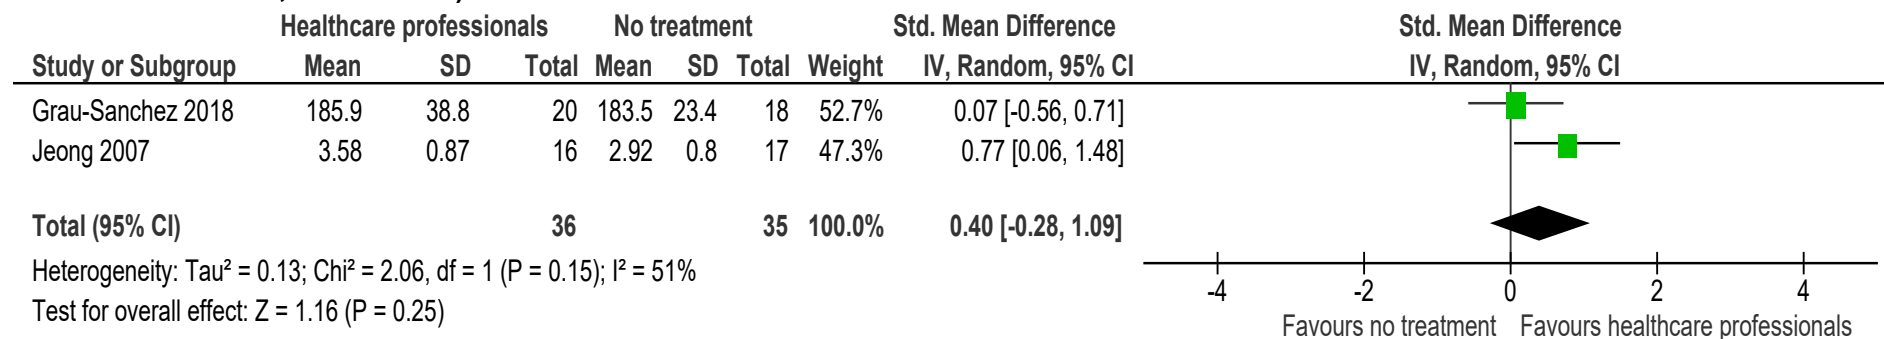 Healthcare professionals No treatment Std. Mean Difference Std. Mean Difference
Study or Subgroup Mean SD Total Mean SD Total Weight IV, Random, 95% CI IV, Random, 95% CI
Grau-Sanchez 2018 185.9 38.8 20 183.5 23.4 18 52.7% 0.07 [-0.56, 0.71]
Jeong 2007 3.58 0.87 16 2.92 0.8 17 47.3% 0.77 [0.06, 1.48]
Total (95% CI) 36 35 100.0% 0.40 [-0.28, 1.09]
Heterogeneity: Tau² = 0.13; Chi² = 2.06, df = 1 (P = 0.15); I² = 51%
Test for overall effect: Z = 1.16 (P = 0.25)
-4 -2 0 2 4
Favours no treatment Favours healthcare professionals